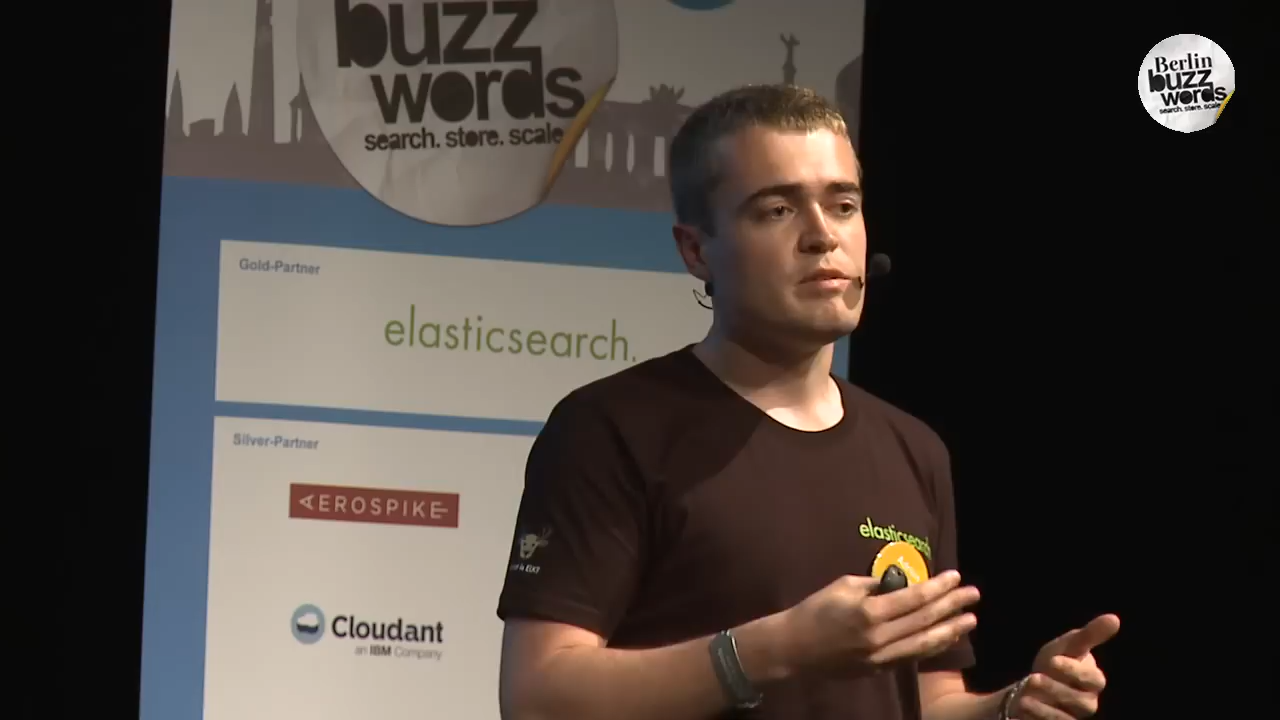 buzz
words
search. store. scale
Berlin
buzz
words
search. store. scale.
Gold-Partner
elasticsearch.
Silver-Partner
AEROSPIKE
Cloudant
an IBM Company
elasticsearch